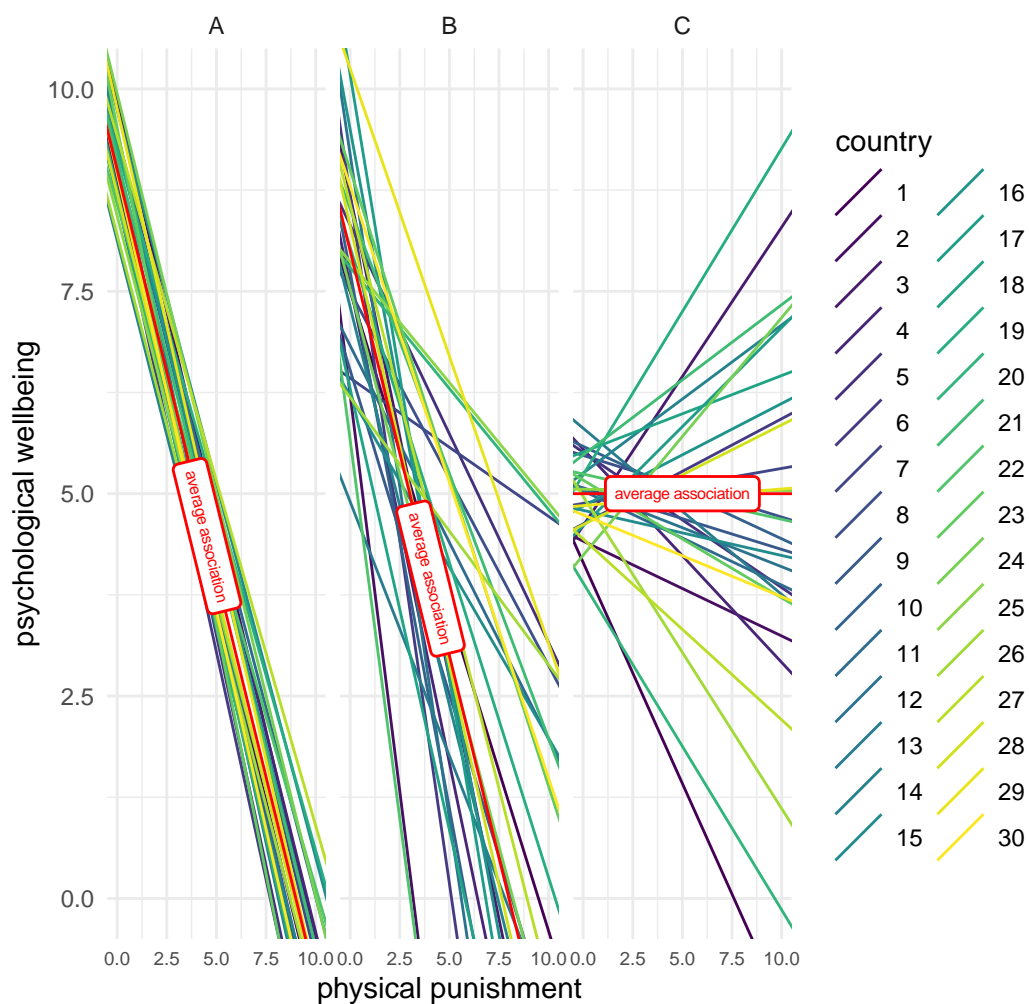 A B C
10.0
7.5
5.0
2.5
0.0
psychological wellbeing
average association
average association
average association
0.0 2.5 5.0 7.5 10.0 0.0 2.5 5.0 7.5 10.0 0.0 2.5 5.0 7.5 10.0
physical punishment
country
1 16
2 17
3 18
4 19
5 20
6 21
7 22
8 23
9 24
10 25
11 26
12 27
13 28
14 29
15 30